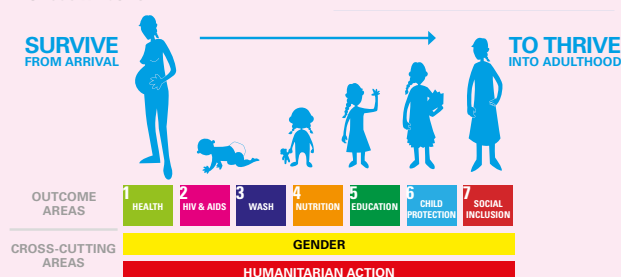 SURVIVE
FROM ARRIVAL
TO THRIVE
INTO ADULTHOOD
OUTCOME
AREAS
1
HEALTH
2
HIV & AIDS
3
WASH
4
NUTRITION
5
EDUCATION
6
CHILD
PROTECTION
7
SOCIAL
INCLUSION
CROSS-CUTTING
AREAS
GENDER
HUMANITARIAN ACTION